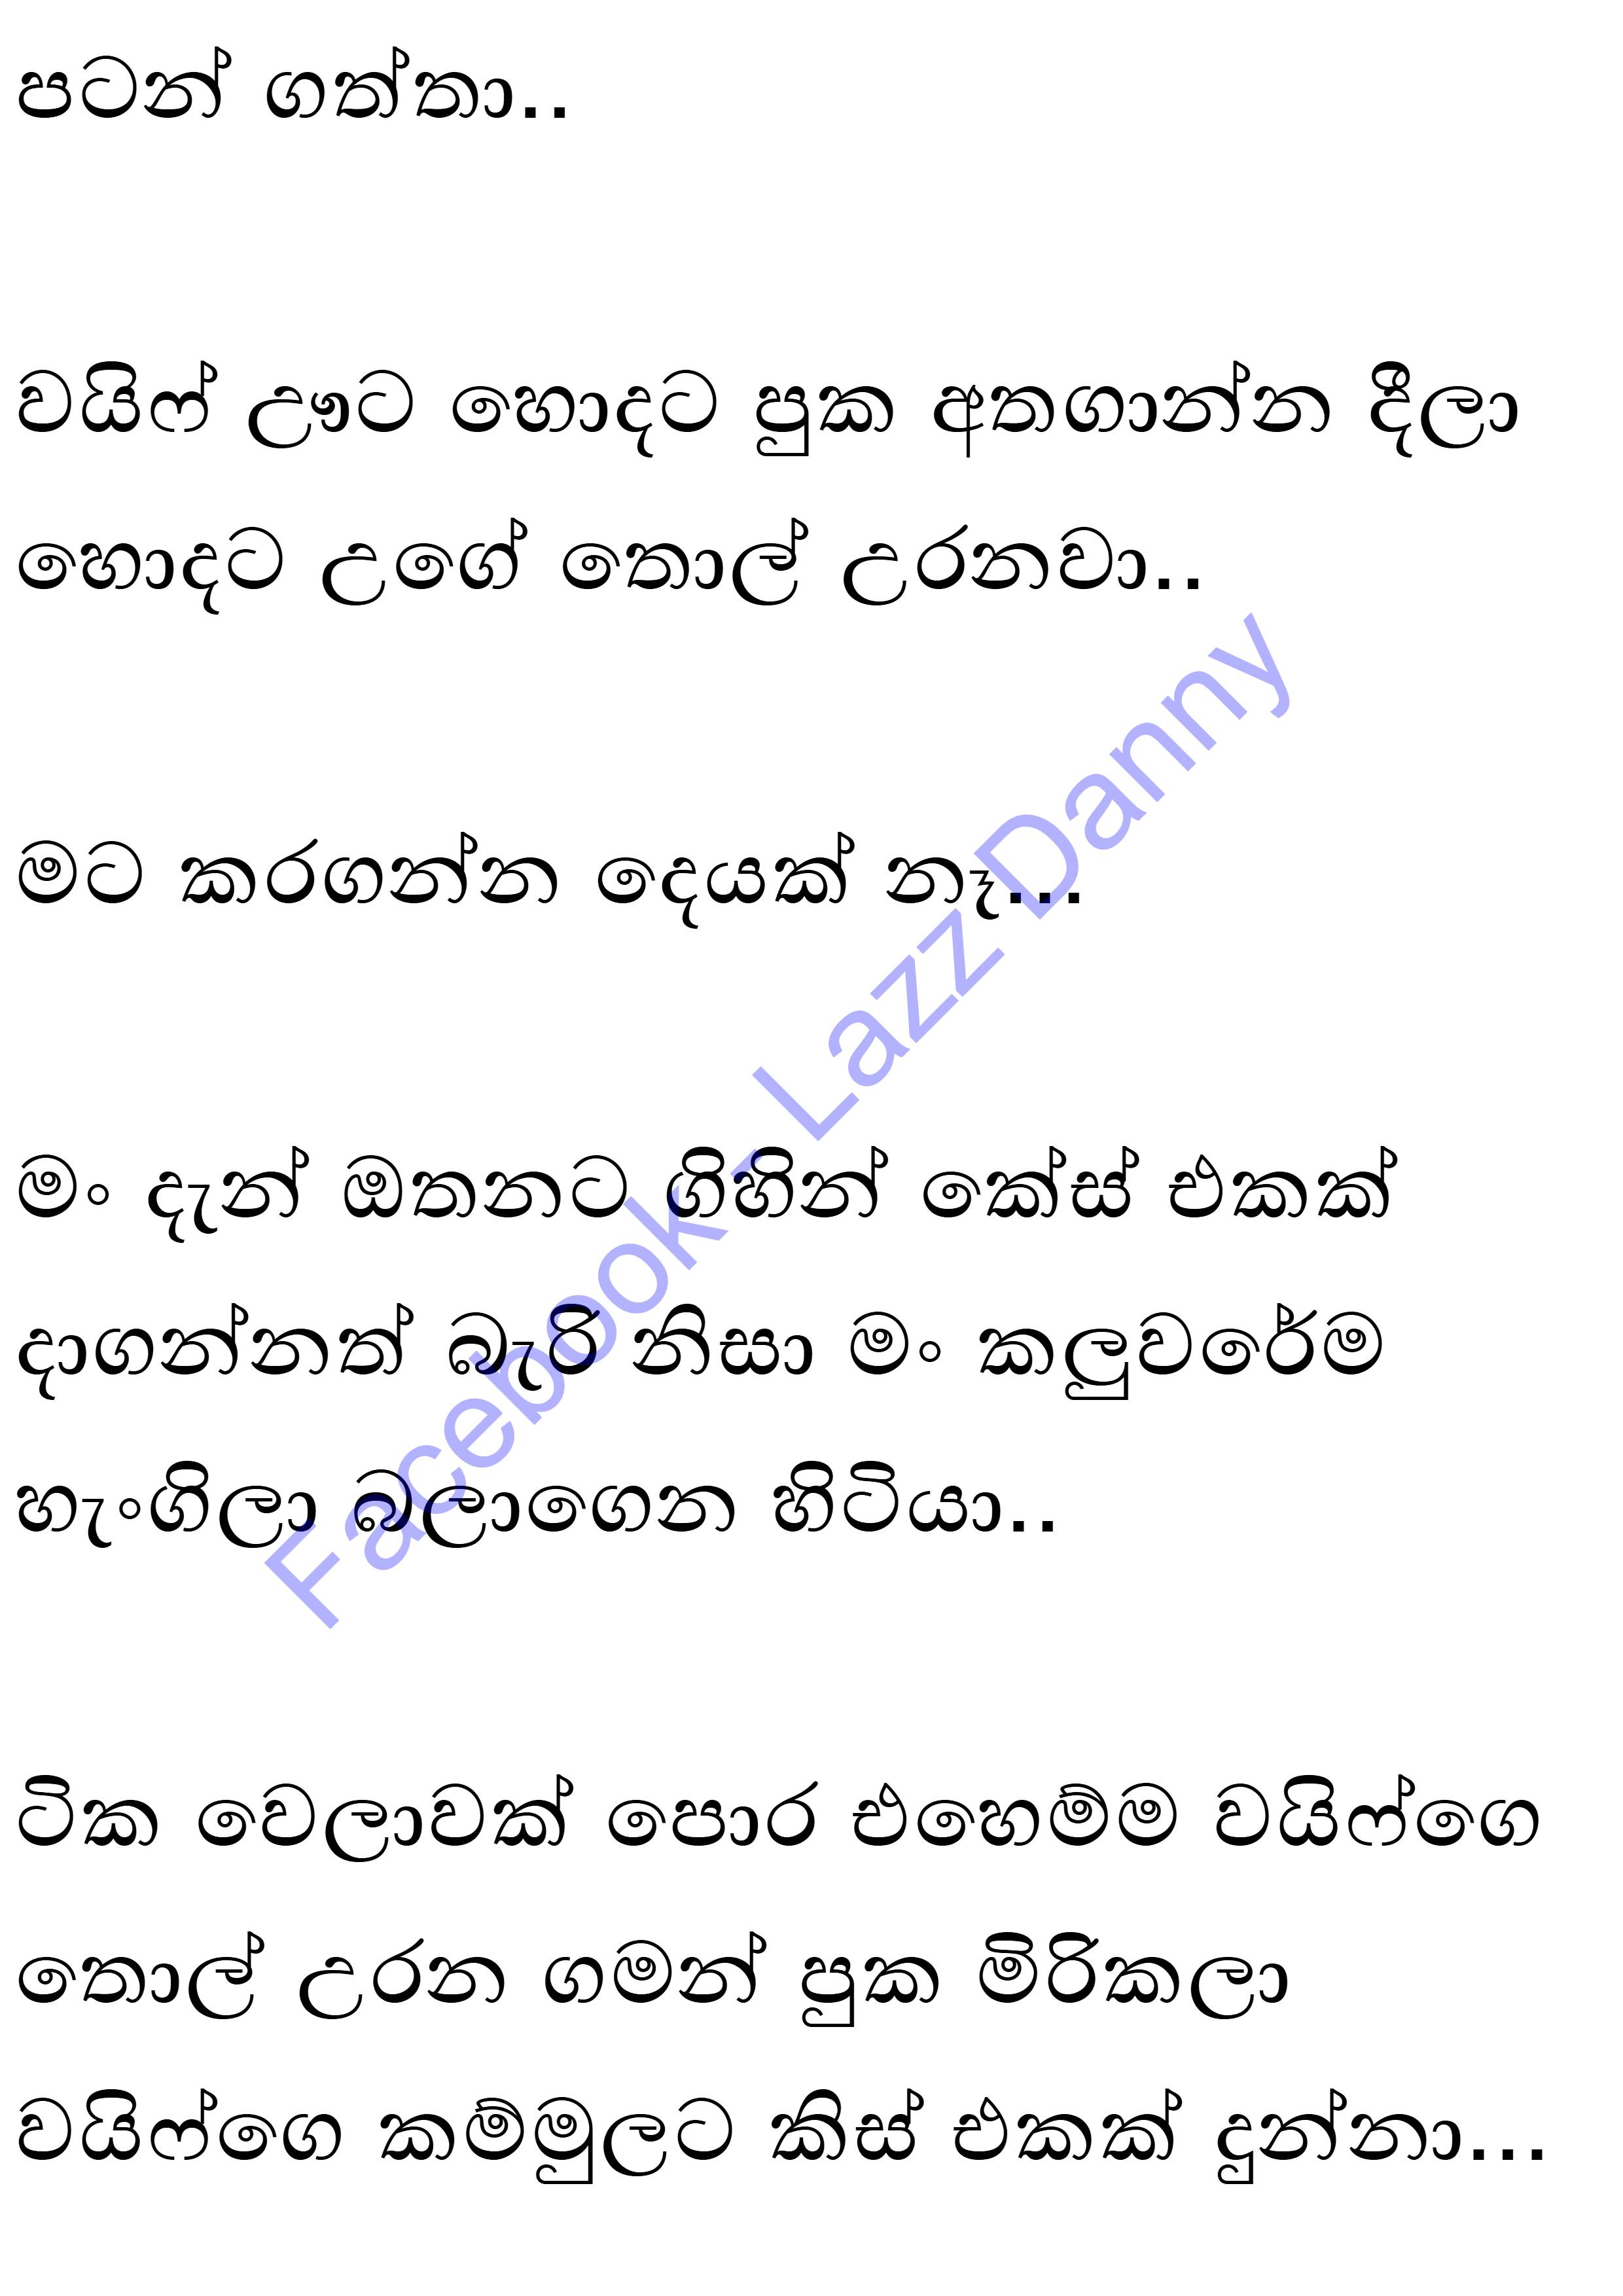 පටන් ගත්තා..
වයිෆ් ඌට හොදට පුක අතගාන්න දීලා
හොදට උගේ තොල් උරනවා..
මට කරගන්න දෙයක් නෑ...
මං දැන් ඔතනට ගිහින් කේස් එකක්
දාගන්නත් බැරි නිසා මං කලුවරේම
හැංගිලා බලාගෙන හිටියා..
ටික වෙලාවක් පොර එහෙම්ම වයිෆ්ගෙ
තොල් උරන ගමන් පුක මිරිකලා
වයිෆ්ගෙ කම්මුලට කිස් එකක් දුන්නා...
Facebook - Lazz Danny